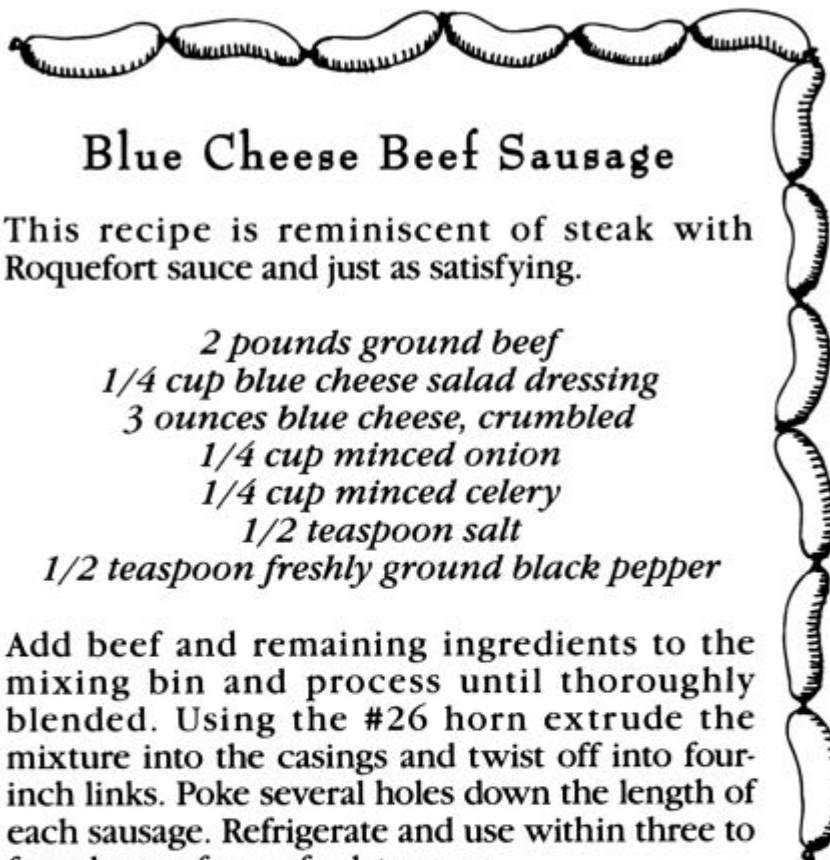 Blue Cheese Beef Sausage
This recipe is reminiscent of steak with
Roquefort sauce and just as satisfying.
2 pounds ground beef
1/4 cup blue cheese salad dressing
3 ounces blue cheese, crumbled
1/4 cup minced onion
1/4 cup minced celery
1/2 teaspoon salt
1/2 teaspoon freshly ground black pepper
Add beef and remaining ingredients to the
mixing bin and process until thoroughly
blended. Using the #26 horn extrude the
mixture into the casings and twist off into four-
inch links. Poke several holes down the length of
each sausage. Refrigerate and use within three to